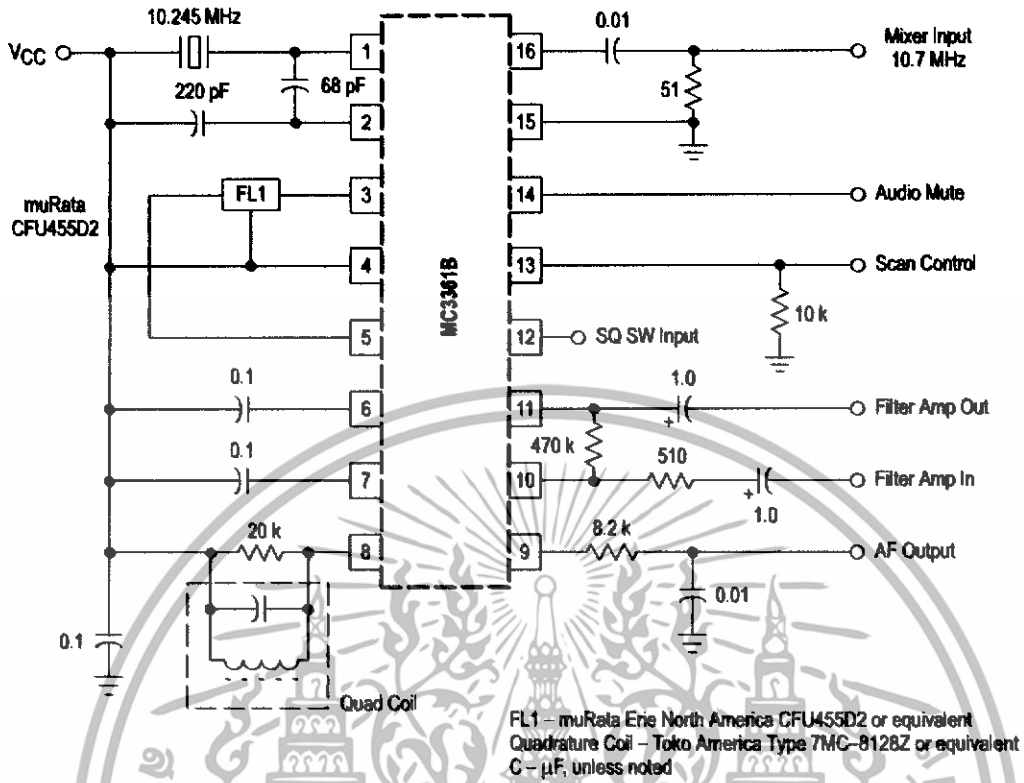 10.245 MHz
VCC
220 pF
68 pF
1
2
FL1
3
muRata
CFU455D2
4
5
0.1
6
0.1
7
20 k
8
0.1
Quad Coil
MC3361B
16
0.01
Mixer Input
10.7 MHz
51
15
14
Audio Mute
13
Scan Control
10 k
12
SQ SW Input
11
1.0
+
Filter Amp Out
470 k
10
510
+
1.0
Filter Amp In
9
8.2 k
AF Output
0.01
FL1 – muRata Erie North America CFU455D2 or equivalent
Quadrature Coil – Toko America Type 7MC–8128Z or equivalent
C – μF, unless noted